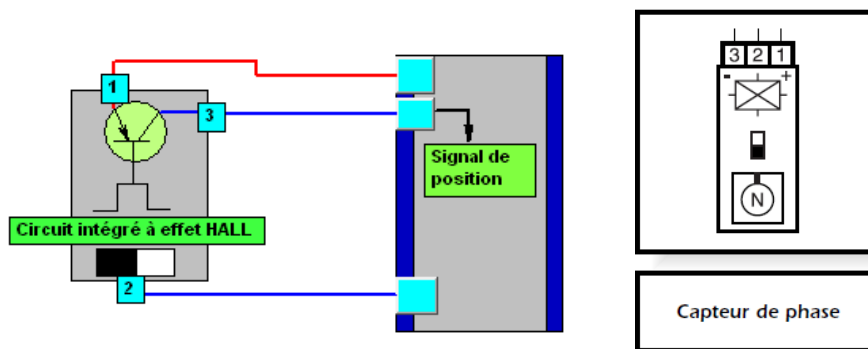 1
3
Signal de
position
Circuit intégré à effet HALL
2
3 2 1
- +
N
Capteur de phase